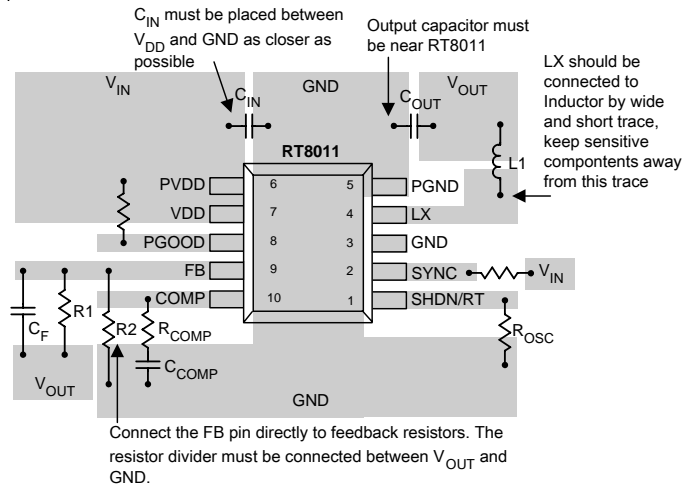 C_IN must be placed between
V_DD and GND as closer as
possible
Output capacitor must
be near RT8011
LX should be
connected to
Inductor by wide
and short trace,
keep sensitive
compontents away
from this trace
V_IN
C_IN
GND
C_OUT
V_OUT
L1
RT8011
PVDD 6 5 PGND
VDD 7 4 LX
PGOOD 8 3 GND
FB 9 2 SYNC V_IN
COMP 10 1 SHDN/RT
C_F R1 R2 R_COMP R_OSC
C_COMP
V_OUT
GND
Connect the FB pin directly to feedback resistors. The
resistor divider must be connected between V_OUT and
GND.